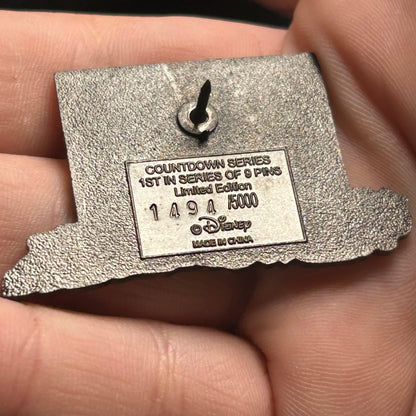 COUNTDOWN SERIES
1ST IN SERIES OF 9 PINS
Limited Edition
1494 /5000
©Disney
MADE IN CHINA